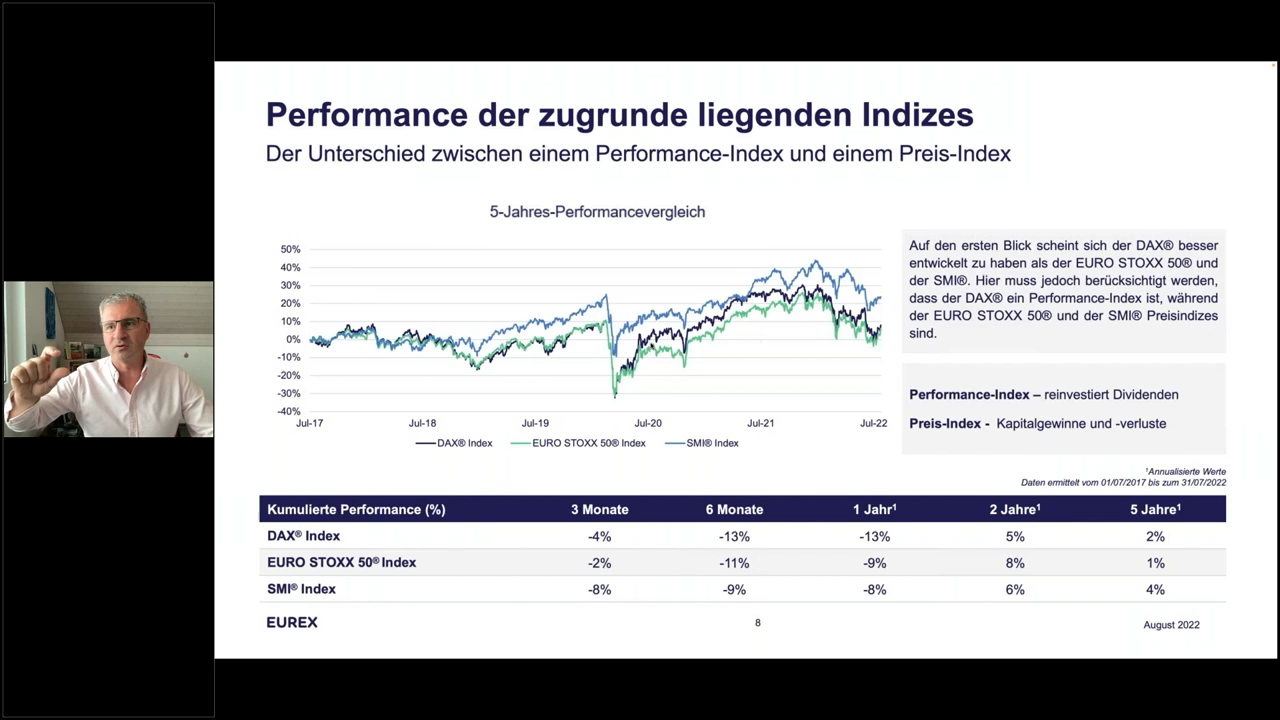 Performance der zugrunde liegenden Indizes
Der Unterschied zwischen einem Performance-Index und einem Preis-Index
5-Jahres-Performancevergleich
50%
40%
30%
20%
10%
0%
-10%
-20%
-30%
-40%
Jul-17 Jul-18 Jul-19 Jul-20 Jul-21 Jul-22
DAX® Index EURO STOXX 50® Index SMI® Index
Auf den ersten Blick scheint sich der DAX® besser
entwickelt zu haben als der EURO STOXX 50® und
der SMI®. Hier muss jedoch berücksichtigt werden,
dass der DAX® ein Performance-Index ist, während
der EURO STOXX 50® und der SMI® Preisindizes
sind.
Performance-Index – reinvestiert Dividenden
Preis-Index - Kapitalgewinne und -verluste
¹Annualisierte Werte
Daten ermittelt vom 01/07/2017 bis zum 31/07/2022
Kumulierte Performance (%) 3 Monate 6 Monate 1 Jahr¹ 2 Jahre¹ 5 Jahre¹
DAX® Index -4% -13% -13% 5% 2%
EURO STOXX 50® Index -2% -11% -9% 8% 1%
SMI® Index -8% -9% -8% 6% 4%
EUREX 8 August 2022